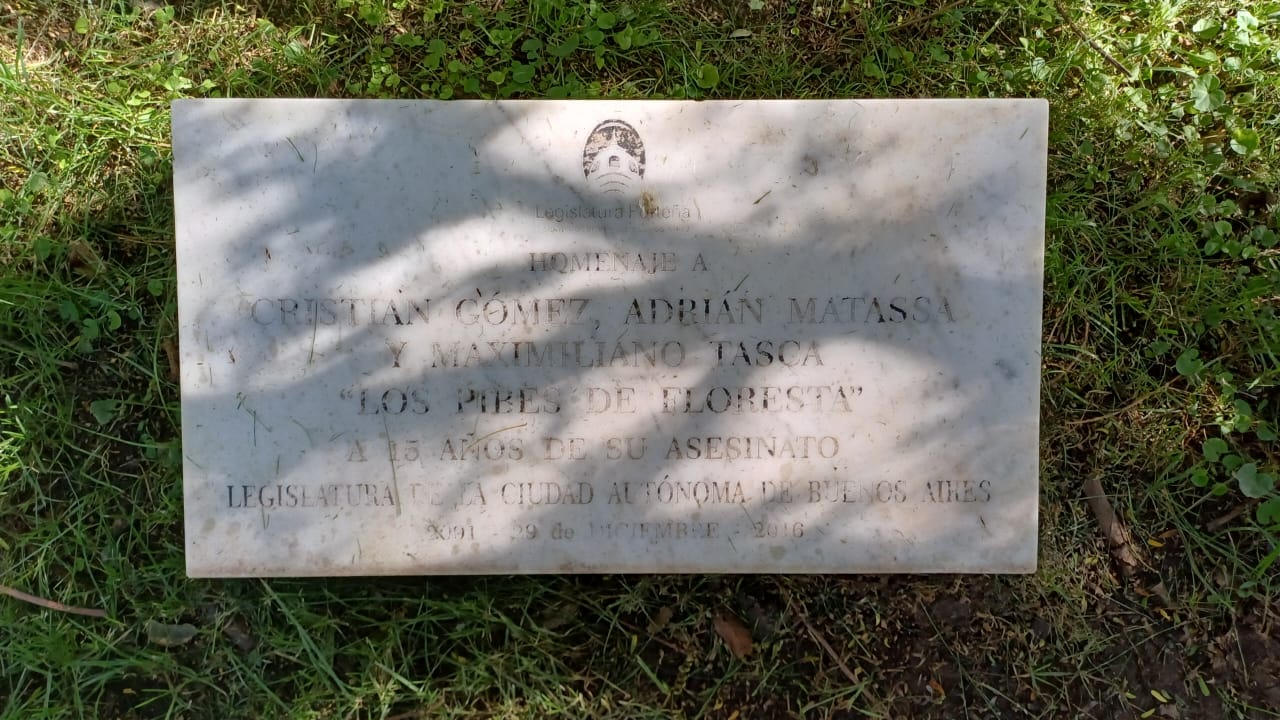 Legislatura Porteña
HOMENAJE A
CRISTIAN GÓMEZ, ADRIÁN MATASSA
Y MAXIMILIANO TASCA
“LOS PIBES DE FLORESTA”
A 15 AÑOS DE SU ASESINATO
LEGISLATURA DE LA CIUDAD AUTÓNOMA DE BUENOS AIRES
2001 - 29 de DICIEMBRE - 2016